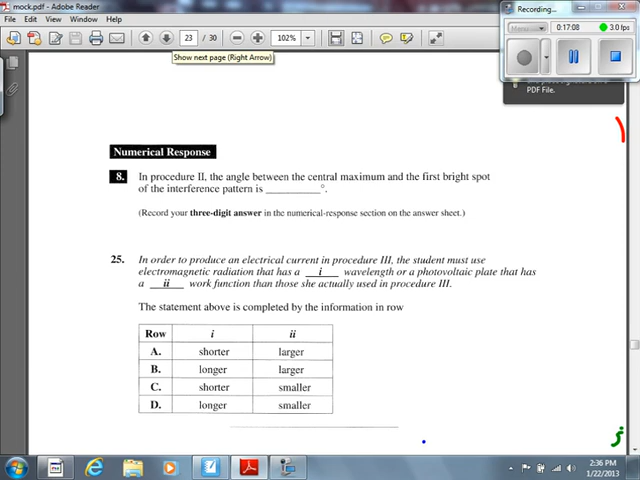 mock.pdf - Adobe Reader
Recording...
File Edit View Window Help
Menu
0:17:08
3.0 fps
23 / 30
102%
Show next page (Right Arrow)
PDF File.
Numerical Response
8. In procedure II, the angle between the central maximum and the first bright spot
of the interference pattern is __________°.
(Record your three-digit answer in the numerical-response section on the answer sheet.)
25. In order to produce an electrical current in procedure III, the student must use
electromagnetic radiation that has a __i__ wavelength or a photovoltaic plate that has
a __ii__ work function than those she actually used in procedure III.
The statement above is completed by the information in row
Row i ii
A. shorter larger
B. longer larger
C. shorter smaller
D. longer smaller
2:36 PM
1/22/2013